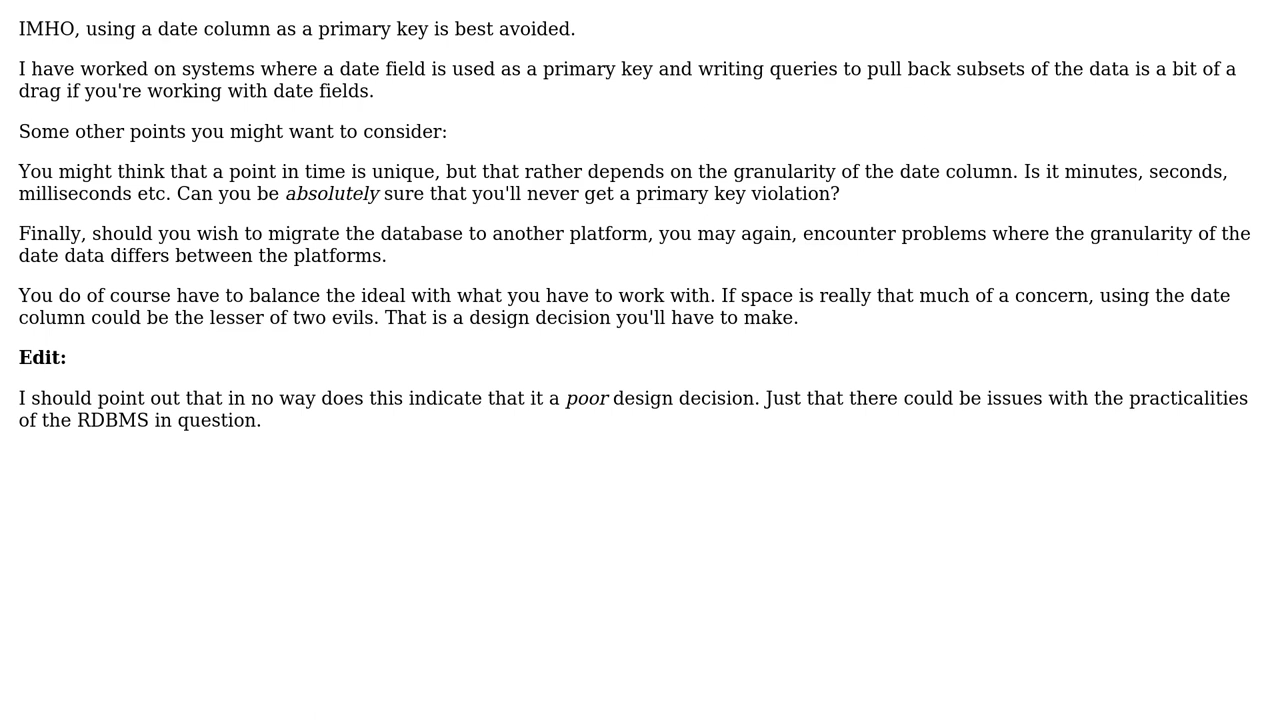 IMHO, using a date column as a primary key is best avoided.
I have worked on systems where a date field is used as a primary key and writing queries to pull back subsets of the data is a bit of a
drag if you're working with date fields.
Some other points you might want to consider:
You might think that a point in time is unique, but that rather depends on the granularity of the date column. Is it minutes, seconds,
milliseconds etc. Can you be absolutely sure that you'll never get a primary key violation?
Finally, should you wish to migrate the database to another platform, you may again, encounter problems where the granularity of the
date data differs between the platforms.
You do of course have to balance the ideal with what you have to work with. If space is really that much of a concern, using the date
column could be the lesser of two evils. That is a design decision you'll have to make.
Edit:
I should point out that in no way does this indicate that it a poor design decision. Just that there could be issues with the practicalities
of the RDBMS in question.